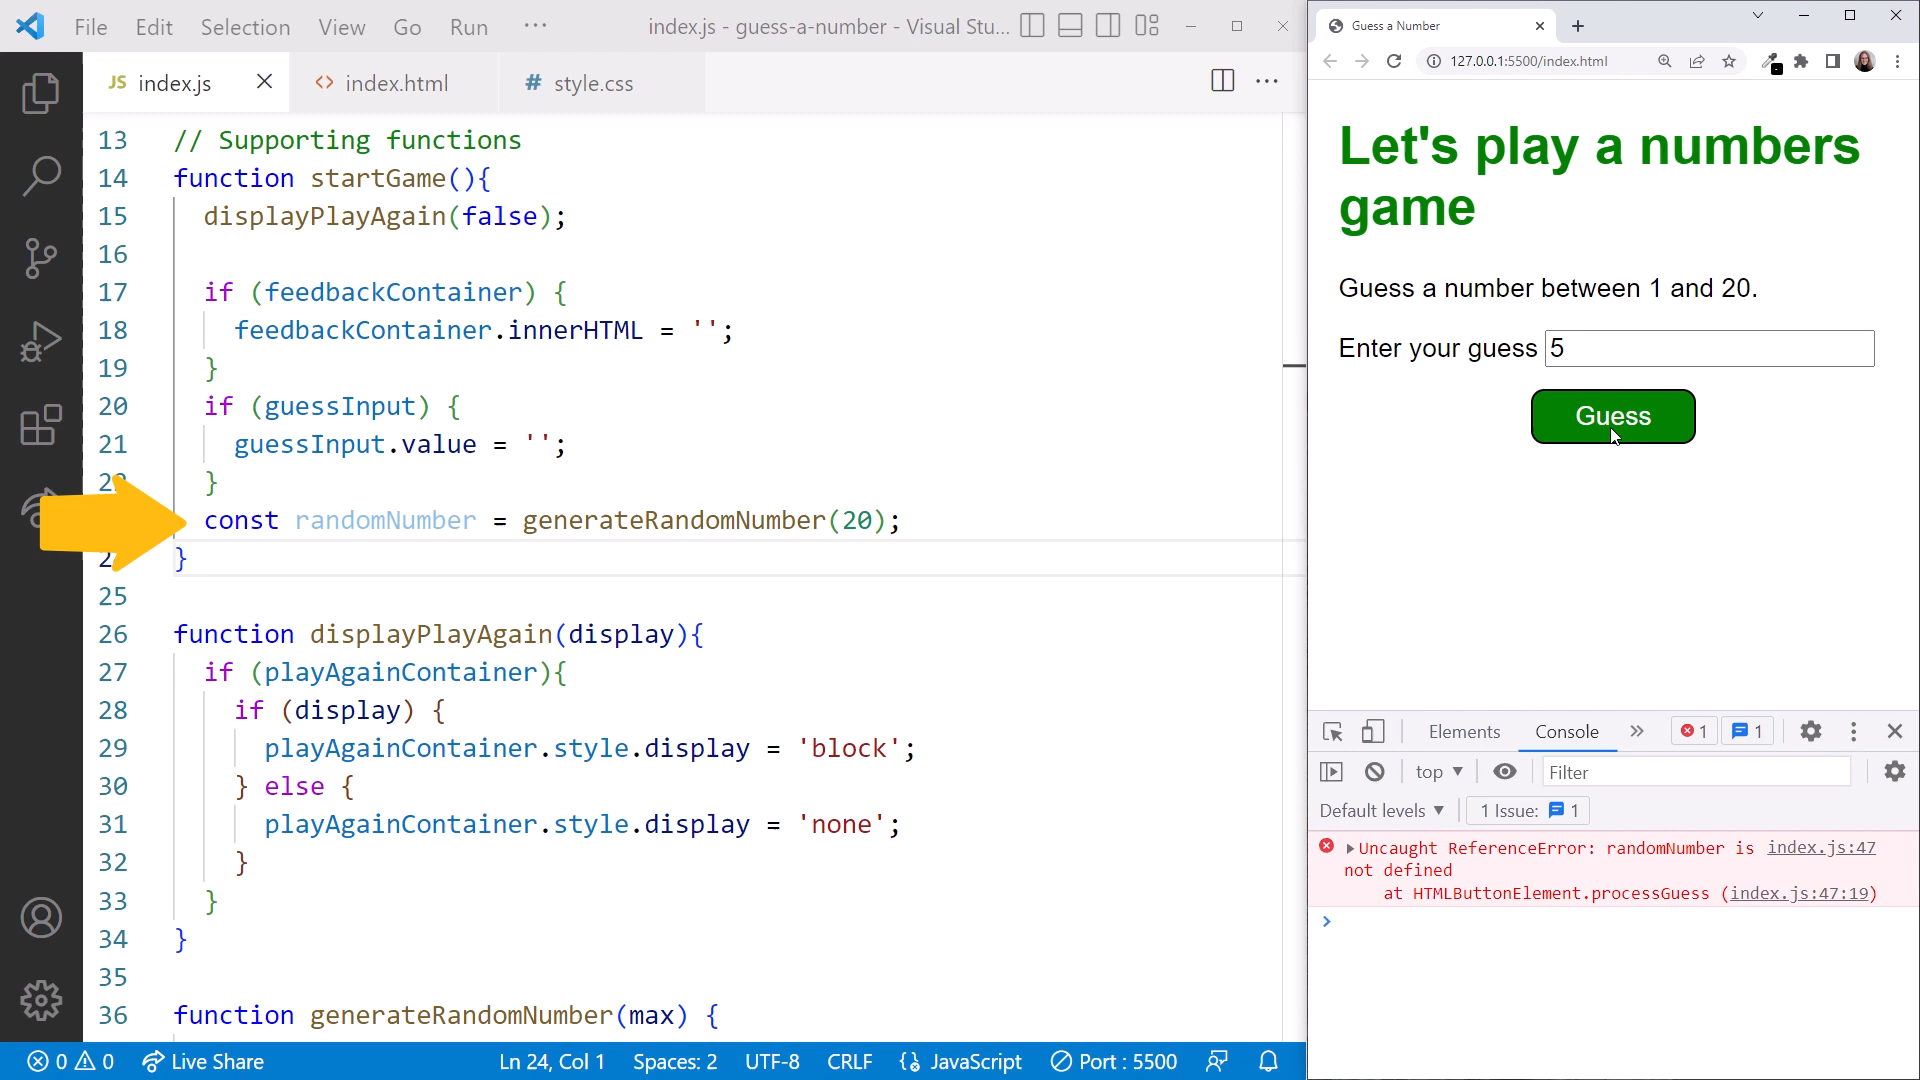 File Edit Selection View Go Run ··· index.js - guess-a-number - Visual Stu...
JS index.js <> index.html # style.css ···
13 // Supporting functions
14 function startGame(){
15 displayPlayAgain(false);
16
17 if (feedbackContainer) {
18 feedbackContainer.innerHTML = '';
19 }
20 if (guessInput) {
21 guessInput.value = '';
22 }
const randomNumber = generateRandomNumber(20);
2 }
25
26 function displayPlayAgain(display){
27 if (playAgainContainer){
28 if (display) {
29 playAgainContainer.style.display = 'block';
30 } else {
31 playAgainContainer.style.display = 'none';
32 }
33 }
34 }
35
36 function generateRandomNumber(max) {
0 0 Live Share Ln 24, Col 1 Spaces: 2 UTF-8 CRLF {} JavaScript Port : 5500
Guess a Number
127.0.0.1:5500/index.html
Let's play a numbers
game
Guess a number between 1 and 20.
Enter your guess 5
Guess
Elements Console » 1 1
top ▼ Filter
Default levels ▼ 1 Issue: 1
Uncaught ReferenceError: randomNumber is index.js:47
not defined
at HTMLButtonElement.processGuess (index.js:47:19)